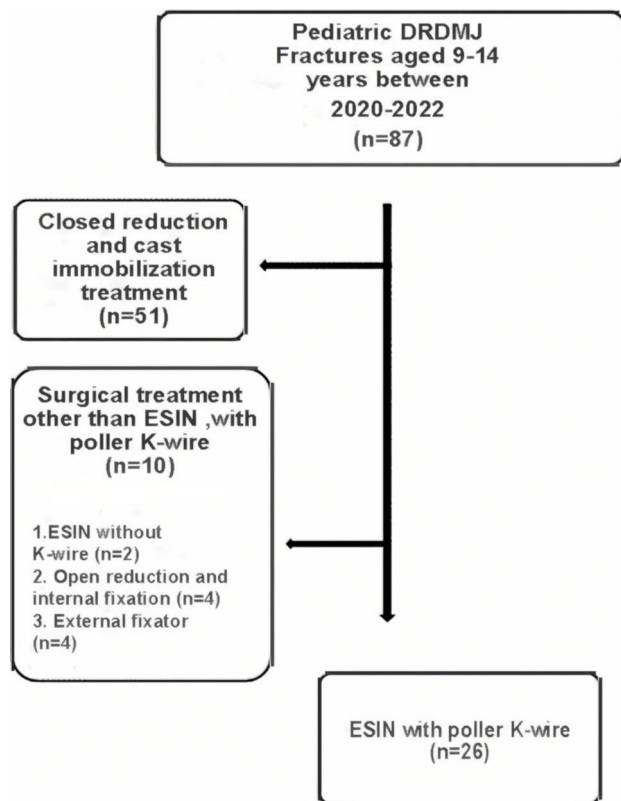 Pediatric DRDMJ
Fractures aged 9-14
years between
2020-2022
(n=87)
Closed reduction
and cast
immobilization
treatment
(n=51)
Surgical treatment
other than ESIN ,with
poller K-wire
(n=10)
1.ESIN without
K-wire (n=2)
2. Open reduction and
internal fixation (n=4)
3. External fixator
(n=4)
ESIN with poller K-wire
(n=26)